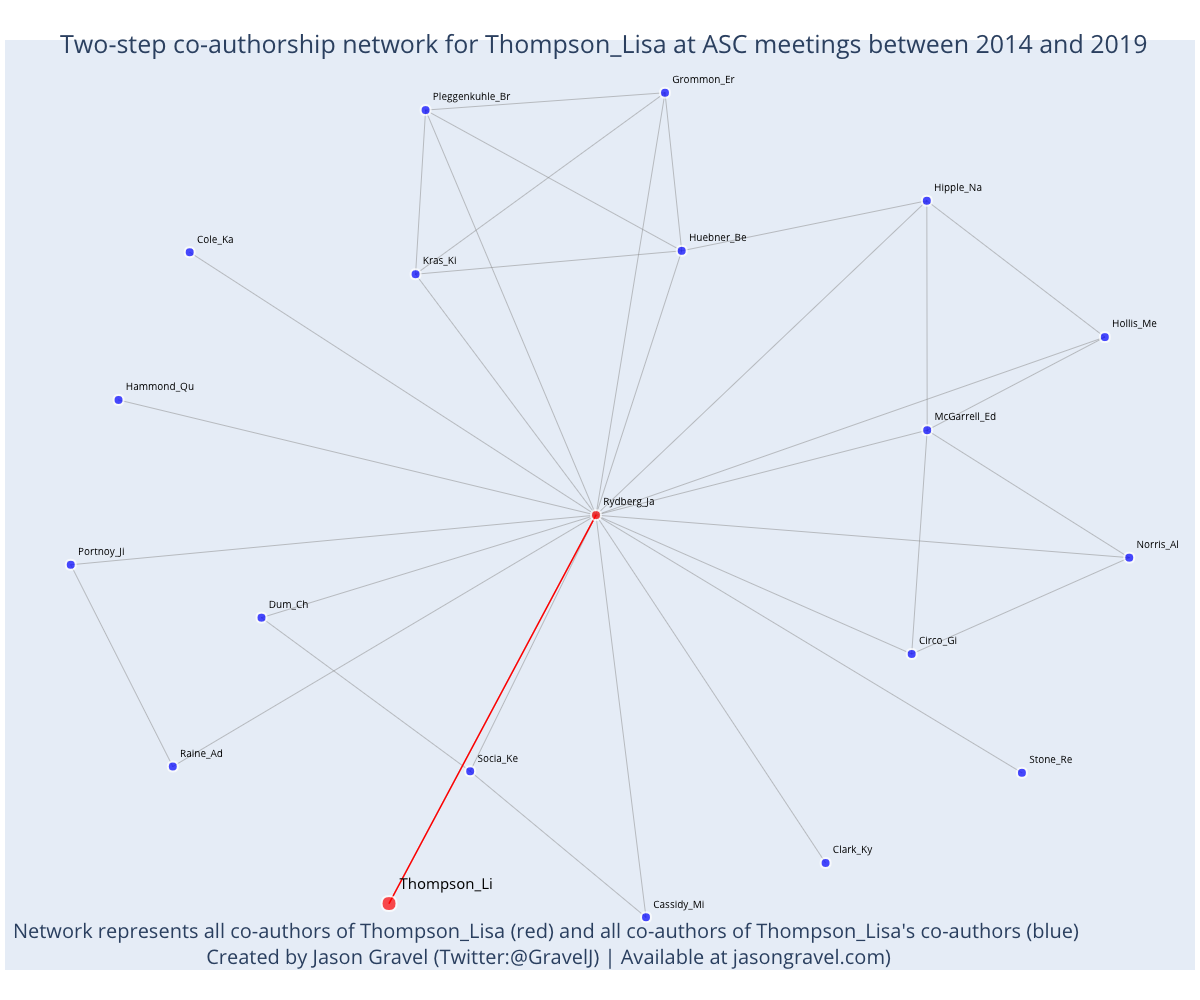 Two-step co-authorship network for Thompson_Lisa at ASC meetings between 2014 and 2019
Grommon_Er
Pleggenkuhle_Br
Hipple_Na
Huebner_Be
Cole_Ka
Kras_Ki
Hollis_Me
Hammond_Qu
McGarrell_Ed
Rydberg_Ja
Norris_Al
Portnoy_Ji
Dum_Ch
Circo_Gi
Raine_Ad
Socia_Ke
Stone_Re
Clark_Ky
Thompson_Li
Cassidy_Mi
Network represents all co-authors of Thompson_Lisa (red) and all co-authors of Thompson_Lisa's co-authors (blue)
Created by Jason Gravel (Twitter:@GravelJ) | Available at jasongravel.com)